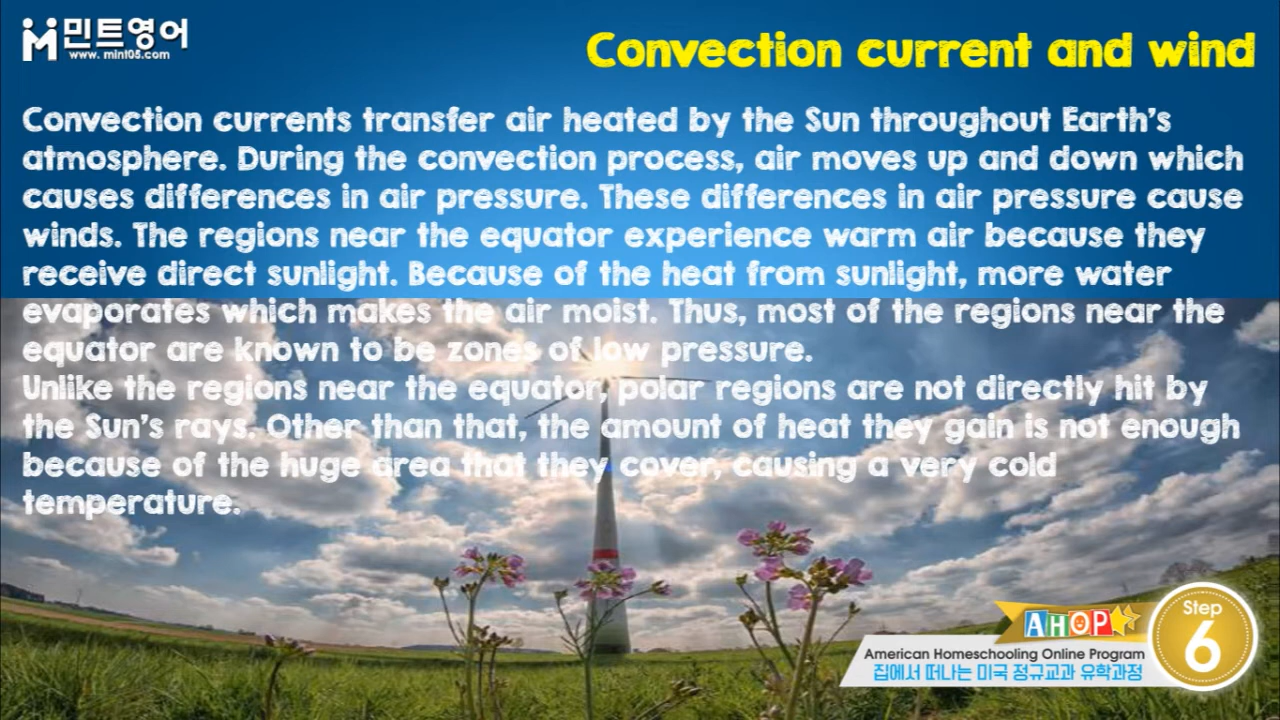 민트영어
www.mint05.com
Convection current and wind
Convection currents transfer air heated by the Sun throughout Earth's
atmosphere. During the convection process, air moves up and down which
causes differences in air pressure. These differences in air pressure cause
winds. The regions near the equator experience warm air because they
receive direct sunlight. Because of the heat from sunlight, more water
evaporates which makes the air moist. Thus, most of the regions near the
equator are known to be zones of low pressure.
Unlike the regions near the equator, polar regions are not directly hit by
the Sun's rays. Other than that, the amount of heat they gain is not enough
because of the huge area that they cover, causing a very cold
temperature.
AHOP
American Homeschooling Online Program
집에서 떠나는 미국 정규교과 유학과정
Step
6